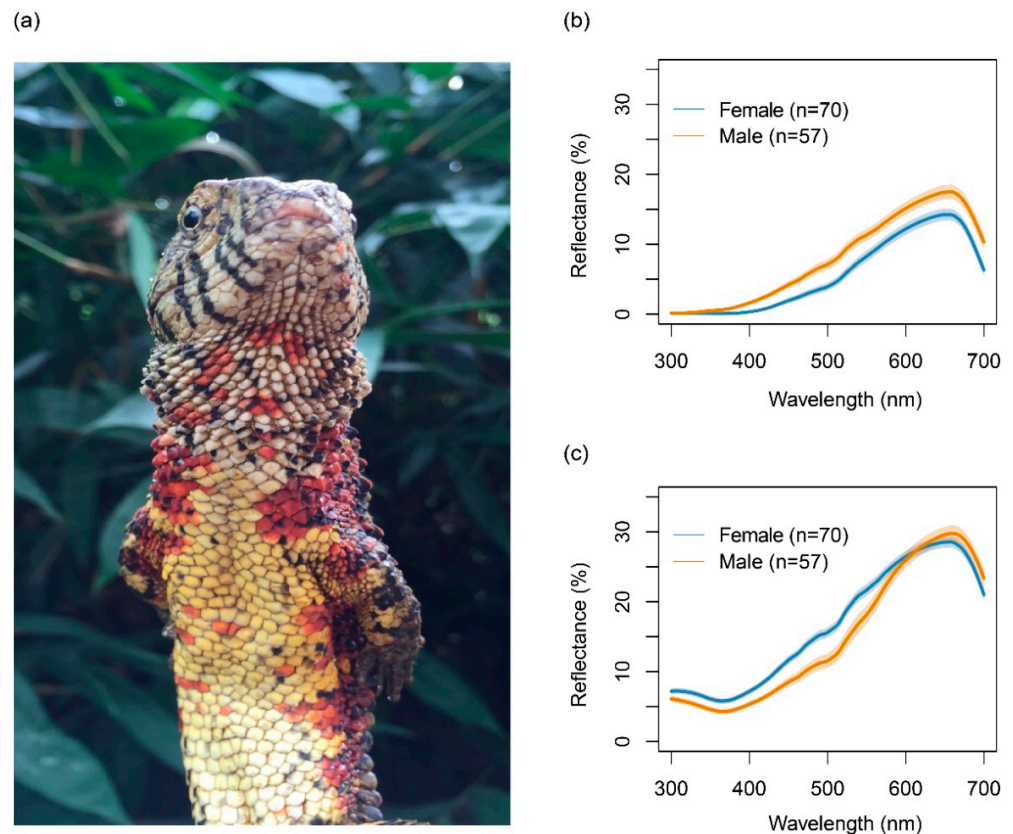 (a)
(b)
Reflectance (%)
30
20
10
0
Female (n=70)
Male (n=57)
300 400 500 600 700
Wavelength (nm)
(c)
Reflectance (%)
30
20
10
0
Female (n=70)
Male (n=57)
300 400 500 600 700
Wavelength (nm)